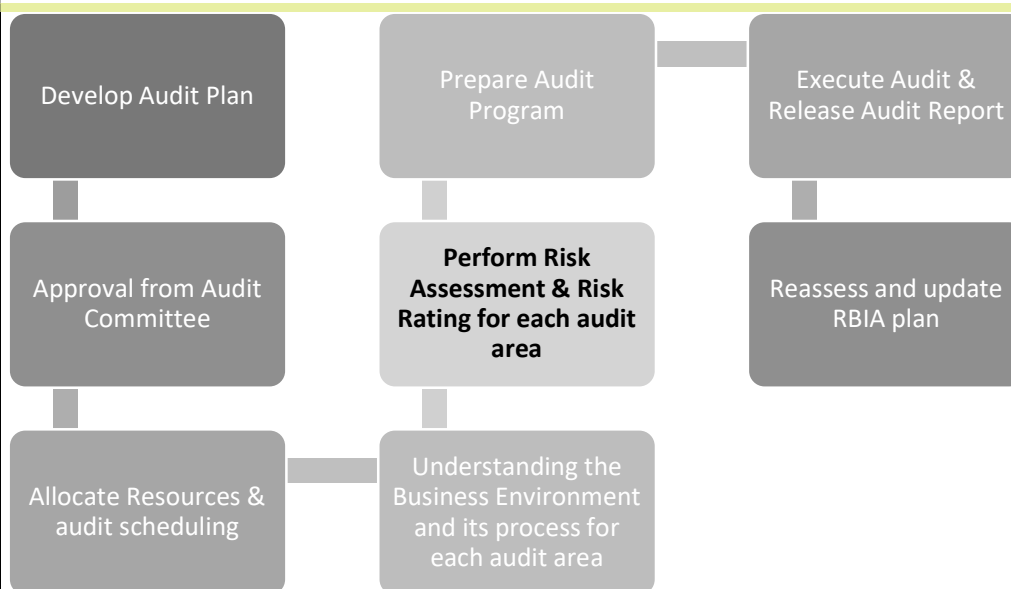 Develop Audit Plan
Approval from Audit
Committee
Allocate Resources &
audit scheduling
Understanding the
Business Environment
and its process for
each audit area
Perform Risk
Assessment & Risk
Rating for each audit
area
Prepare Audit
Program
Execute Audit &
Release Audit Report
Reassess and update
RBIA plan